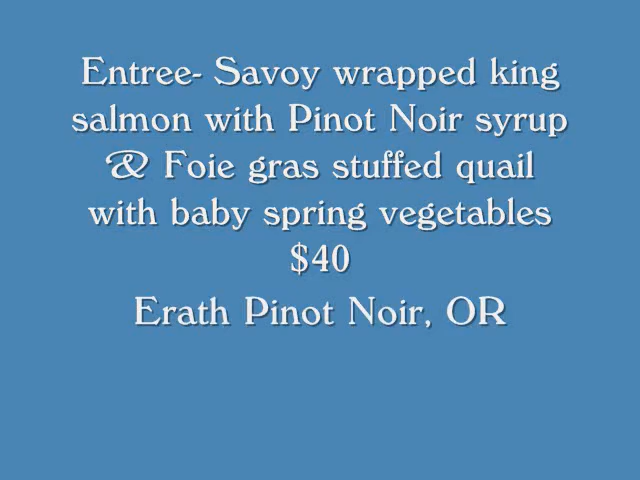 Entree- Savoy wrapped king
salmon with Pinot Noir syrup
& Foie gras stuffed quail
with baby spring vegetables
$40
Erath Pinot Noir, OR